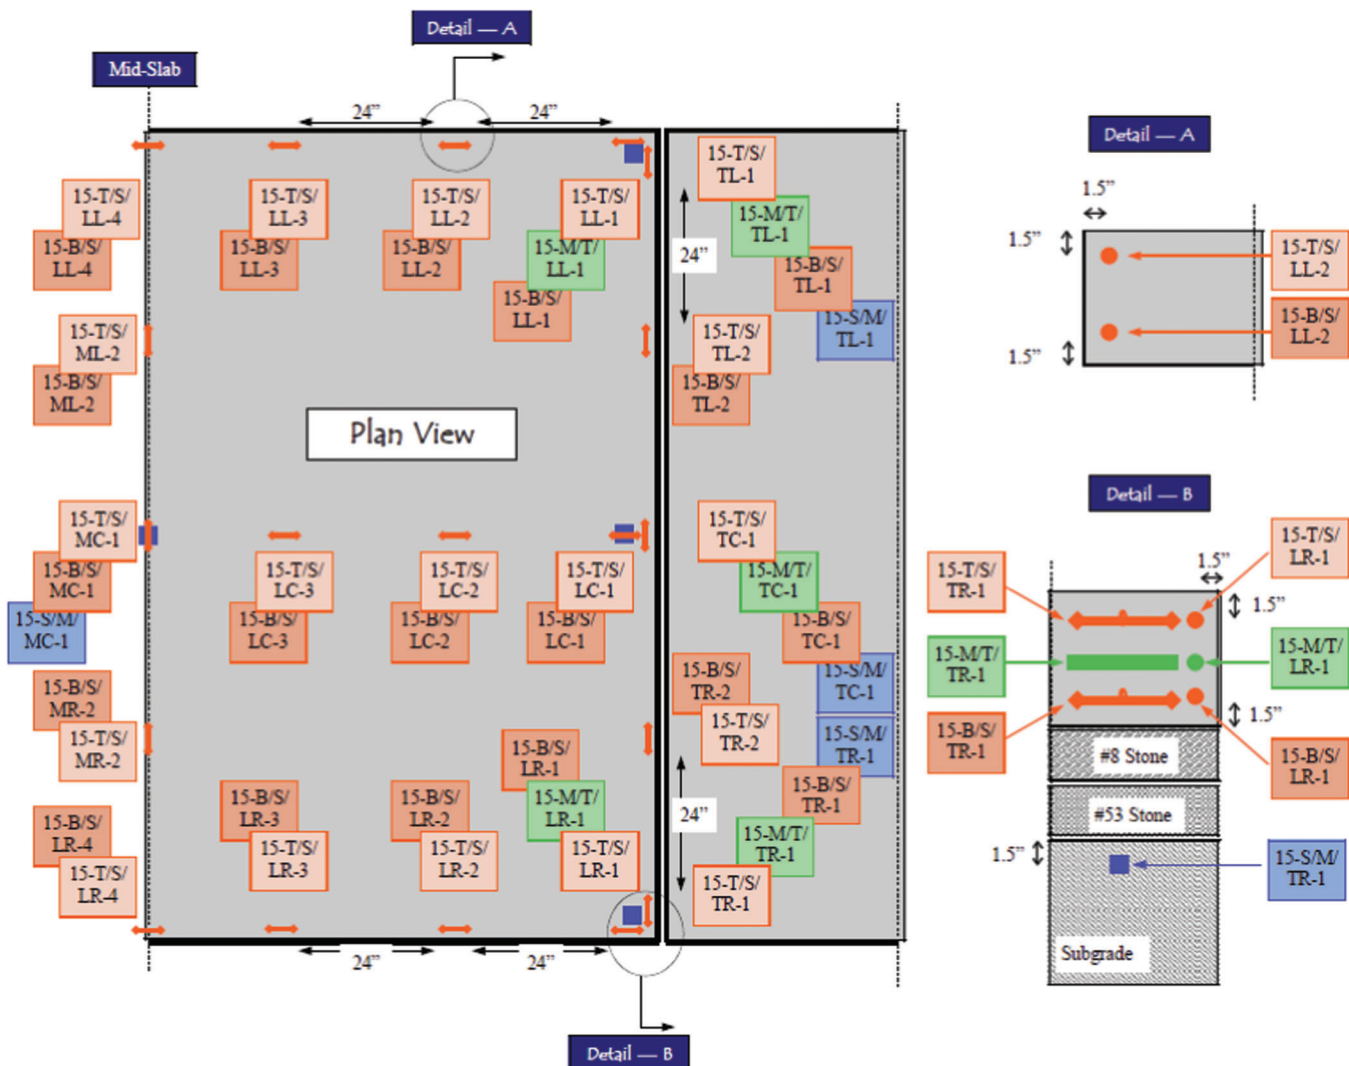 Detail — A
Mid-Slab
24”
24”
15-T/S/
LL-4
15-B/S/
LL-4
15-T/S/
LL-3
15-B/S/
LL-3
15-T/S/
LL-2
15-B/S/
LL-2
15-T/S/
LL-1
15-M/T/
LL-1
15-B/S/
LL-1
15-T/S/
TL-1
15-M/T/
TL-1
15-B/S/
TL-1
15-S/M/
TL-1
24”
15-T/S/
ML-2
15-B/S/
ML-2
15-T/S/
TL-2
15-B/S/
TL-2
Plan View
15-T/S/
MC-1
15-B/S/
MC-1
15-S/M/
MC-1
15-T/S/
LC-3
15-B/S/
LC-3
15-T/S/
LC-2
15-B/S/
LC-2
15-T/S/
LC-1
15-B/S/
LC-1
15-T/S/
TC-1
15-M/T/
TC-1
15-B/S/
TC-1
15-S/M/
TC-1
15-B/S/
MR-2
15-T/S/
MR-2
15-B/S/
TR-2
15-T/S/
TR-2
15-S/M/
TR-1
15-B/S/
LR-4
15-T/S/
LR-4
15-B/S/
LR-3
15-T/S/
LR-3
15-B/S/
LR-2
15-T/S/
LR-2
15-B/S/
LR-1
15-M/T/
LR-1
15-T/S/
LR-1
24”
15-B/S/
TR-1
15-M/T/
TR-1
15-T/S/
TR-1
24”
24”
Detail — B
Detail — A
1.5”
1.5”
1.5”
15-T/S/
LL-2
15-B/S/
LL-2
Detail — B
15-T/S/
TR-1
15-M/T/
TR-1
15-B/S/
TR-1
1.5”
1.5”
1.5”
15-T/S/
LR-1
15-M/T/
LR-1
15-B/S/
LR-1
#8 Stone
#53 Stone
1.5”
15-S/M/
TR-1
Subgrade